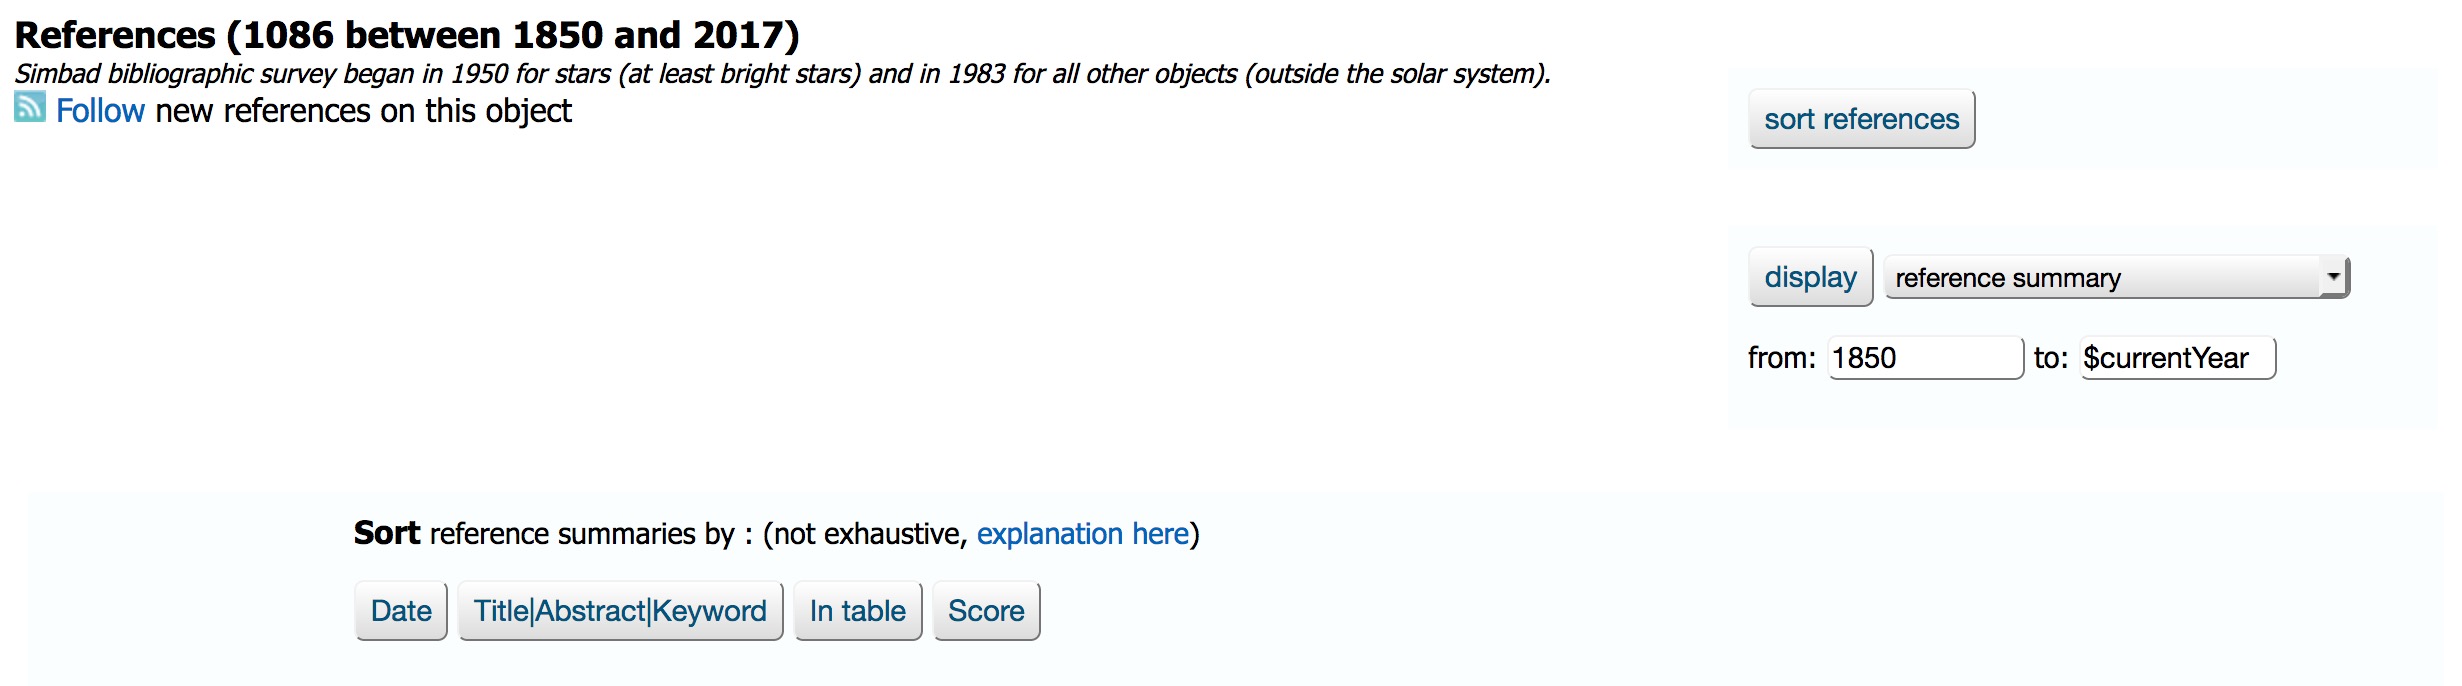 References (1086 between 1850 and 2017)
Simbad bibliographic survey began in 1950 for stars (at least bright stars) and in 1983 for all other objects (outside the solar system).
Follow new references on this object
sort references
display reference summary
from: 1850 to: $currentYear
Sort reference summaries by : (not exhaustive, explanation here)
Date Title|Abstract|Keyword In table Score